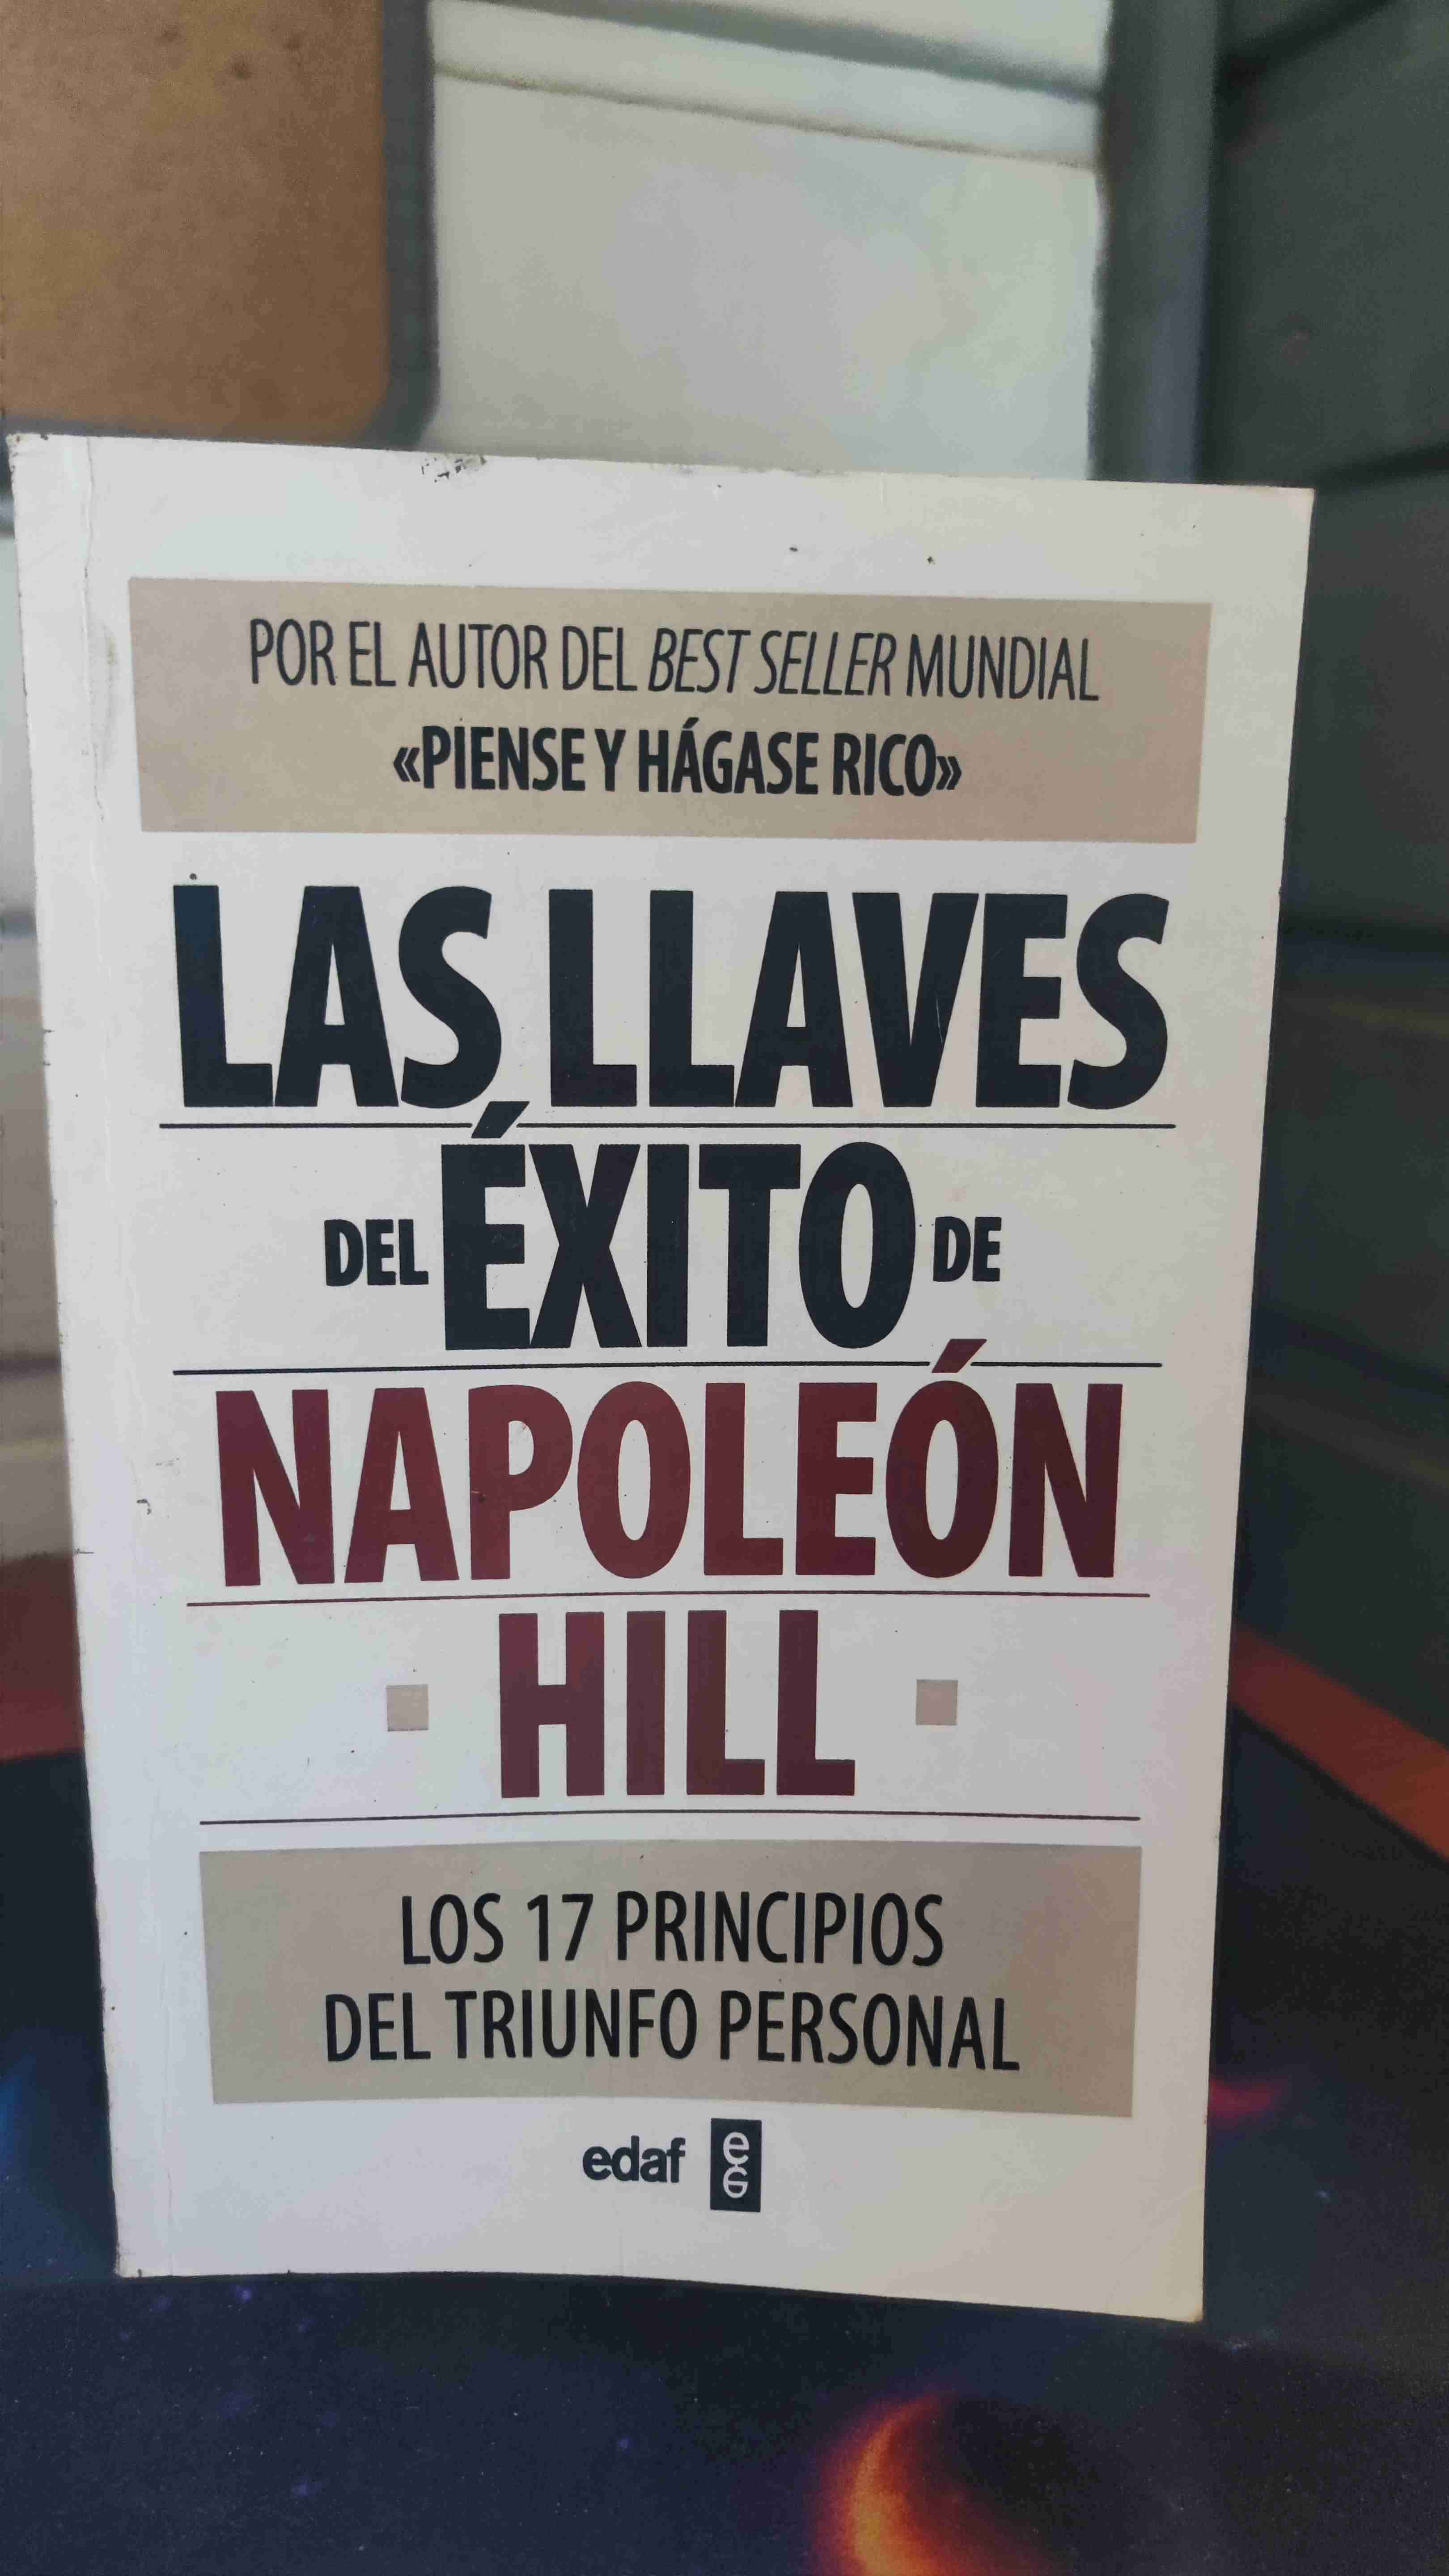 POR EL AUTOR DEL BEST SELLER MUNDIAL
«PIENSE Y HÁGASE RICO»
LAS LLAVES
DEL ÉXITO DE
NAPOLEÓN
HILL
LOS 17 PRINCIPIOS
DEL TRIUNFO PERSONAL
edaf